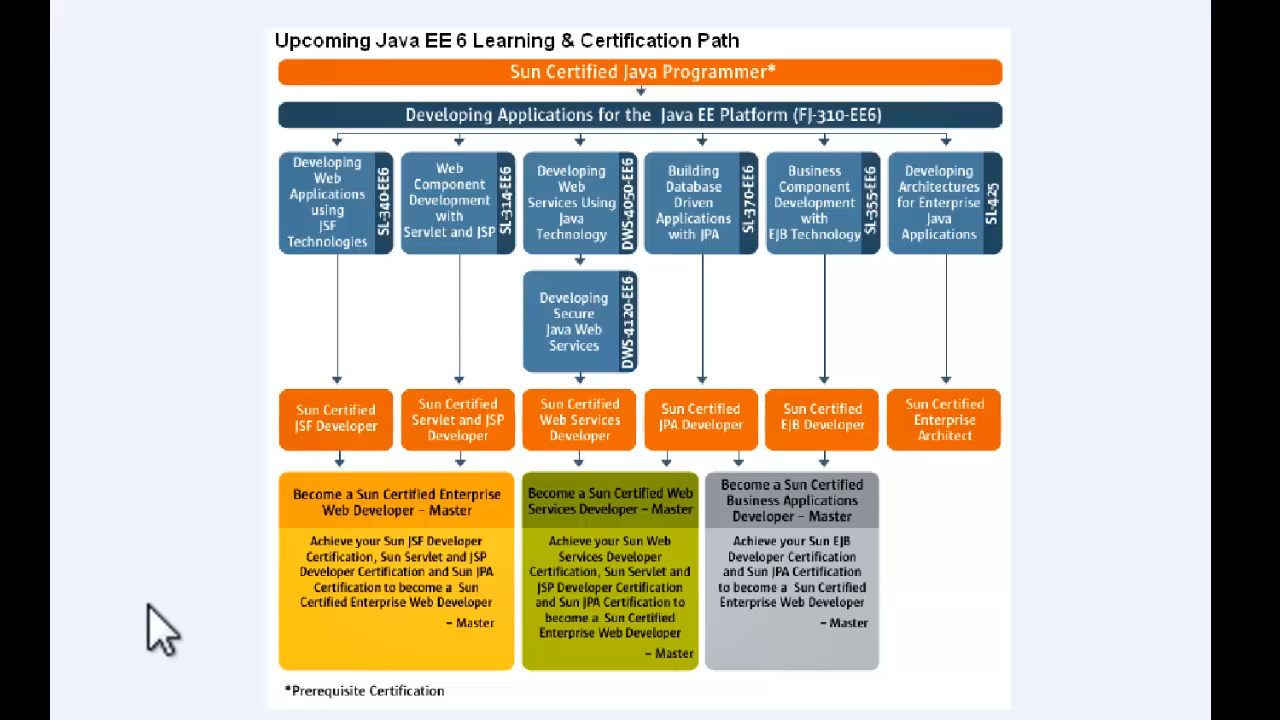 Upcoming Java EE 6 Learning & Certification Path
Sun Certified Java Programmer*
Developing Applications for the Java EE Platform (FJ-310-EE6)
Developing
Web
Applications
using
JSF
Technologies
SL-340-EE6
Web
Component
Development
with
Servlet and JSP
SL-314-EE6
Developing
Web
Services Using
Java
Technology
DWS-4050-EE6
Building
Database
Driven
Applications
with JPA
SL-370-EE6
Business
Component
Development
with
EJB Technology
SL-355-EE6
Developing
Architectures
for Enterprise
Java
Applications
SL-425
Developing
Secure
Java Web
Services
DWS-4120-EE6
Sun Certified
JSF Developer
Sun Certified
Servlet and JSP
Developer
Sun Certified
Web Services
Developer
Sun Certified
JPA Developer
Sun Certified
EJB Developer
Sun Certified
Enterprise
Architect
Become a Sun Certified Enterprise
Web Developer – Master
Achieve your Sun JSF Developer
Certification, Sun Servlet and JSP
Developer Certification and Sun JPA
Certification to become a Sun
Certified Enterprise Web Developer
– Master
Become a Sun Certified Web
Services Developer – Master
Achieve your Sun Web
Services Developer
Certification, Sun Servlet and
JSP Developer Certification
and Sun JPA Certification to
become a Sun Certified
Enterprise Web Developer
– Master
Become a Sun Certified
Business Applications
Developer – Master
Achieve your Sun EJB
Developer Certification
and Sun JPA Certification
to become a Sun Certified
Enterprise Web Developer
– Master
*Prerequisite Certification